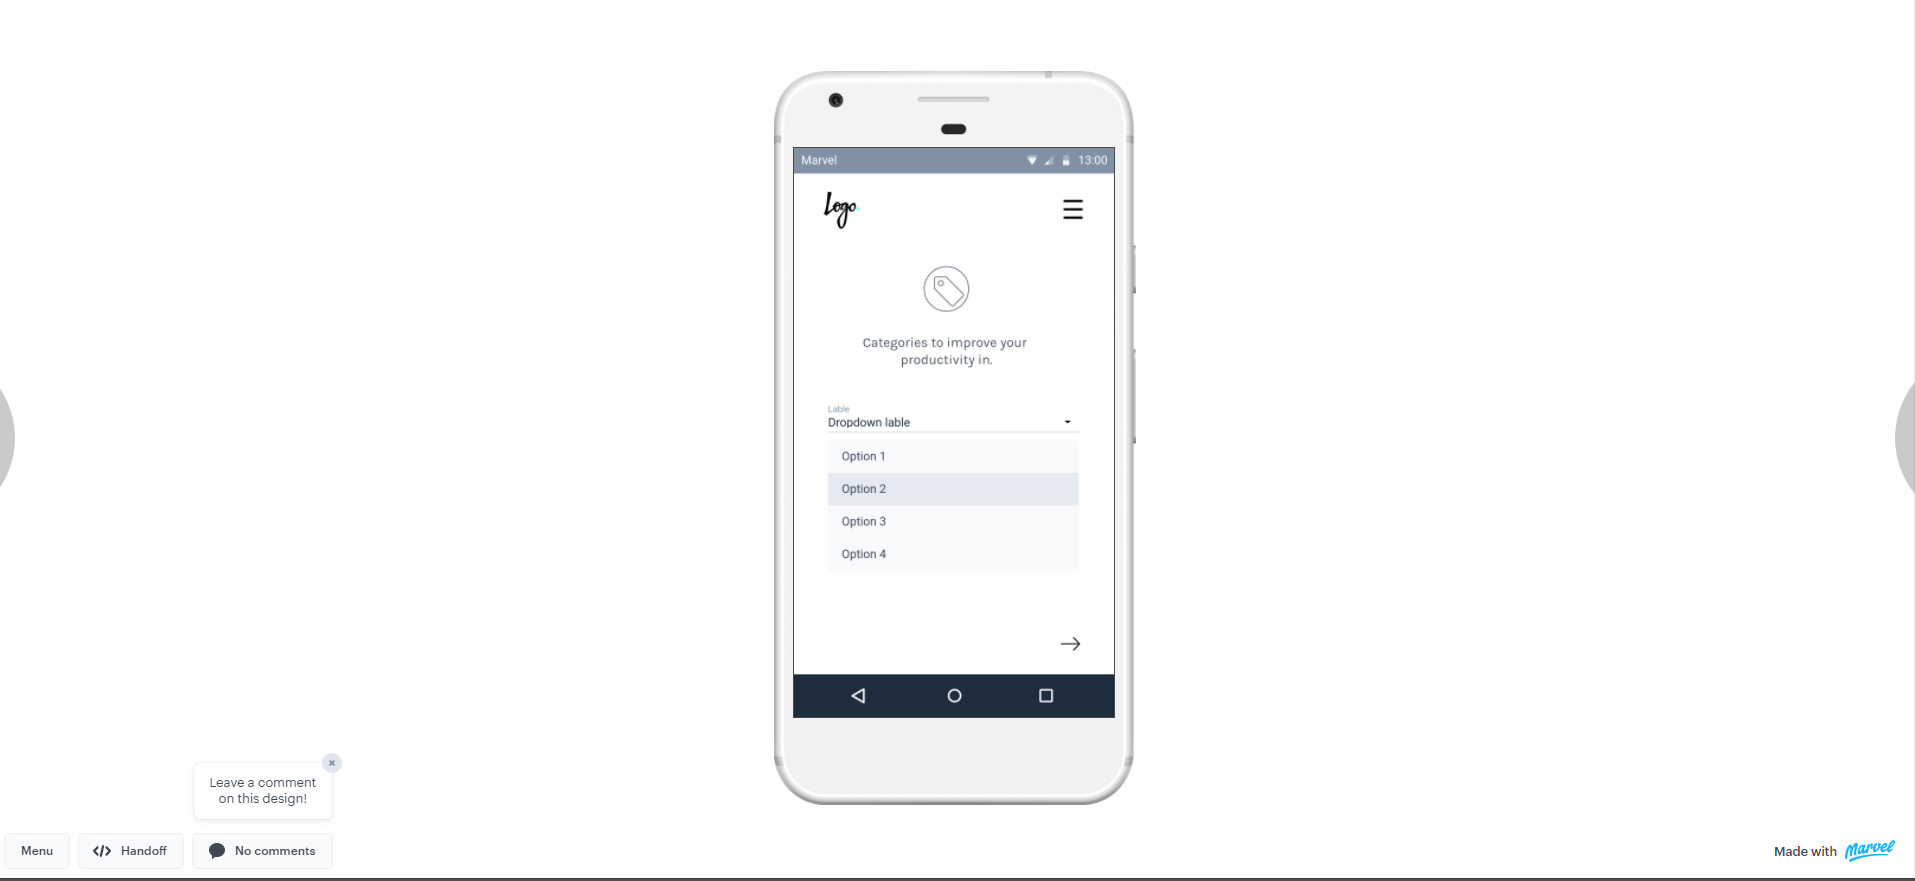 Marvel 13:00
Logo.
Categories to improve your
productivity in.
Lable
Dropdown lable
Option 1
Option 2
Option 3
Option 4
Leave a comment
on this design!
Menu
Handoff
No comments
Made with Marvel